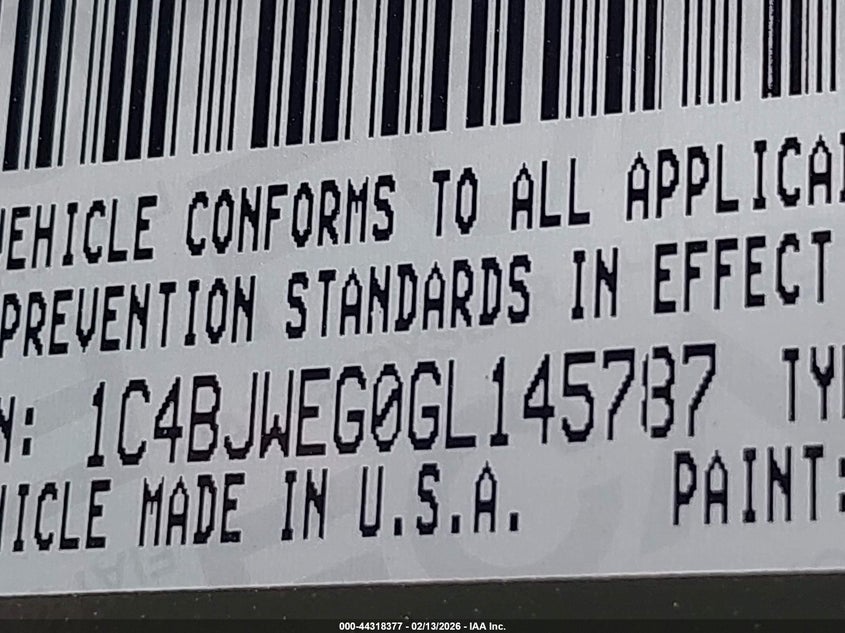 VEHICLE CONFORMS TO ALL APPLICA
PREVENTION STANDARDS IN EFFECT
N: 1C4BJWEG0GL145787 TY
HICLE MADE IN U.S.A. PAINT:
000-44318377 - 02/13/2026 - IAA Inc.